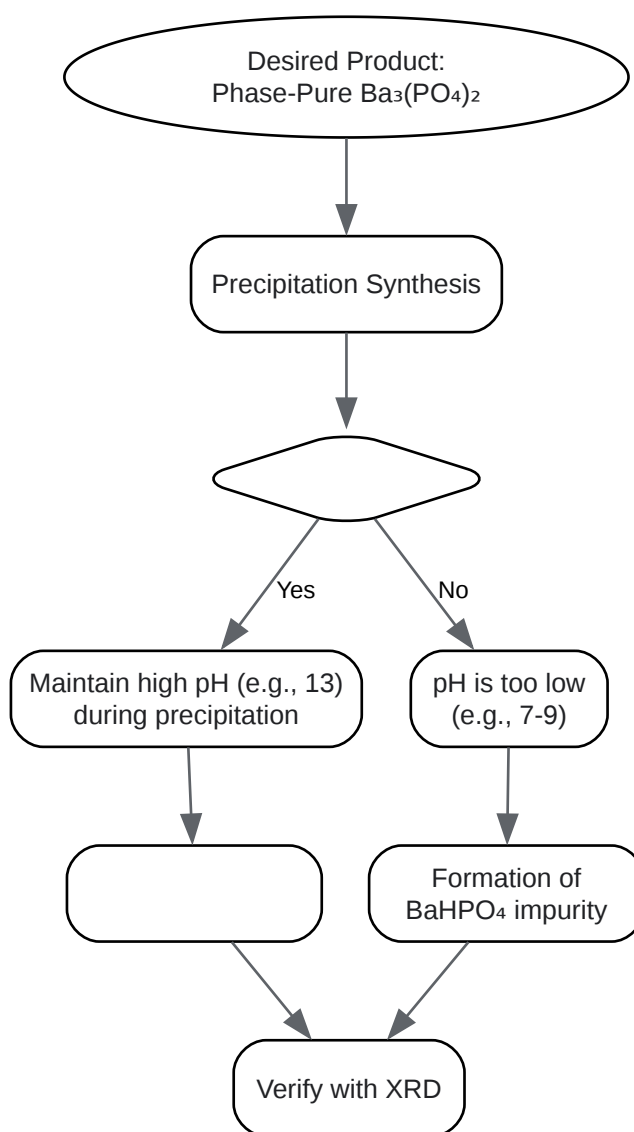 Desired Product:
Phase-Pure Ba₃(PO₄)₂
Precipitation Synthesis
Yes
No
Maintain high pH (e.g., 13)
during precipitation
pH is too low
(e.g., 7-9)
Formation of
BaHPO₄ impurity
Verify with XRD